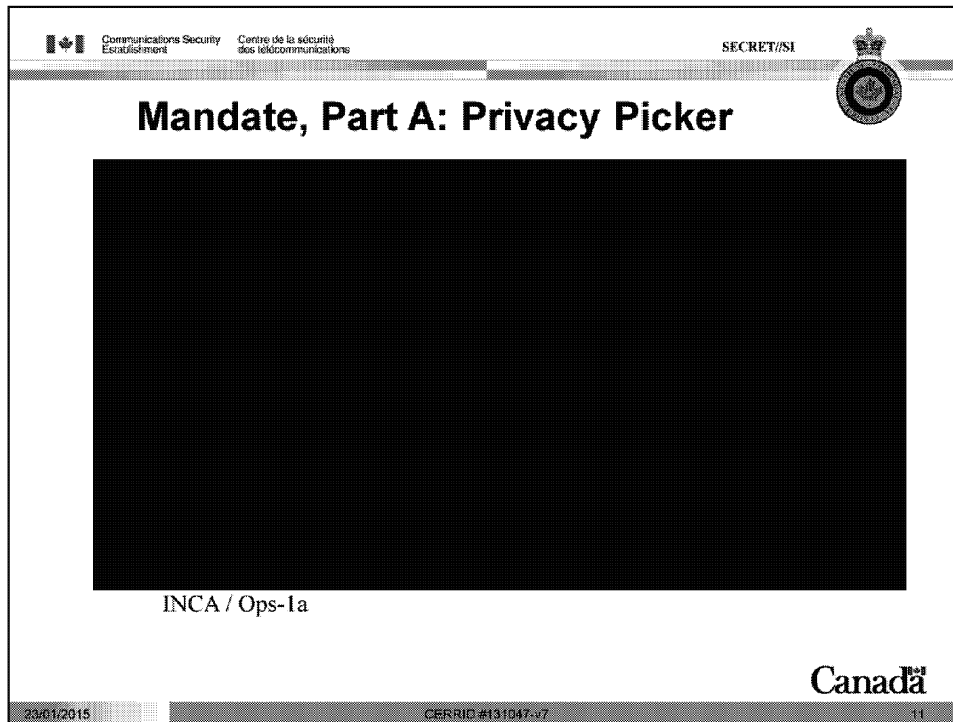 Communications Security
Establishment
Centre de la sécurité
des télécommunications
SECRET//SI
Mandate, Part A: Privacy Picker
INCA / Ops-1a
Canada
23/01/2015
CERRID #131047-v7
11